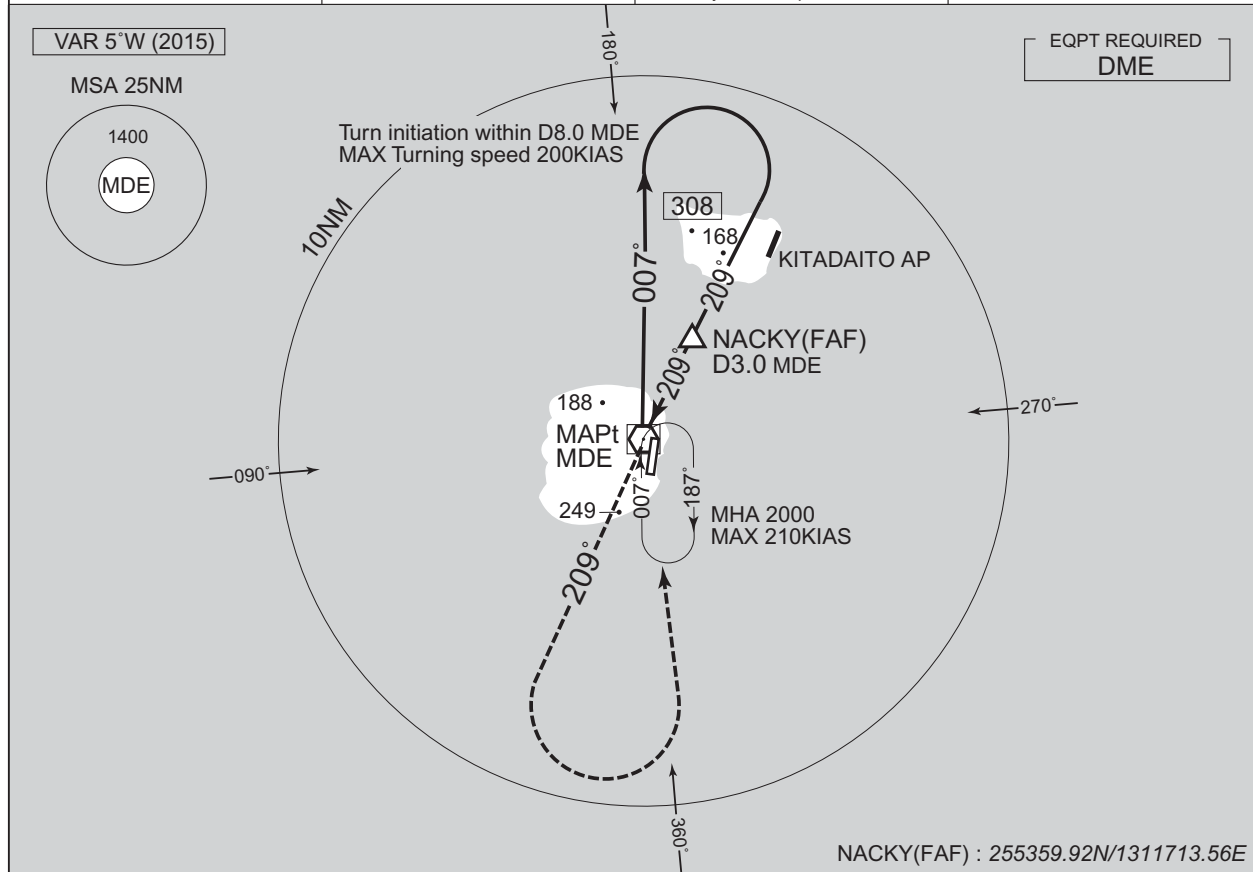 VAR 5°W (2015)
MSA 25NM
1400
MDE
180°
EQPT REQUIRED
DME
Turn initiation within D8.0 MDE
MAX Turning speed 200KIAS
10NM
308
168
KITADAITO AP
007°
209°
NACKY(FAF)
D3.0 MDE
209°
188
MAPt
MDE
270°
090°
249
007°
187°
MHA 2000
MAX 210KIAS
209°
360°
NACKY(FAF) : 255359.92N/1311713.56E